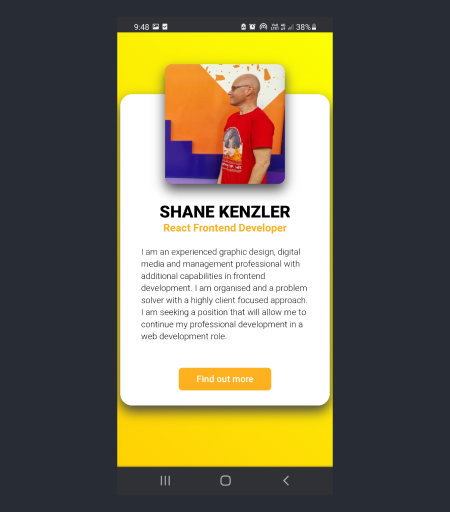 9:48
38%
SHANE KENZLER
React Frontend Developer
I am an experienced graphic design, digital
media and management professional with
additional capabilities in frontend
development. I am organised and a problem
solver with a highly client focused approach.
I am seeking a position that will allow me to
continue my professional development in a
web development role.
Find out more